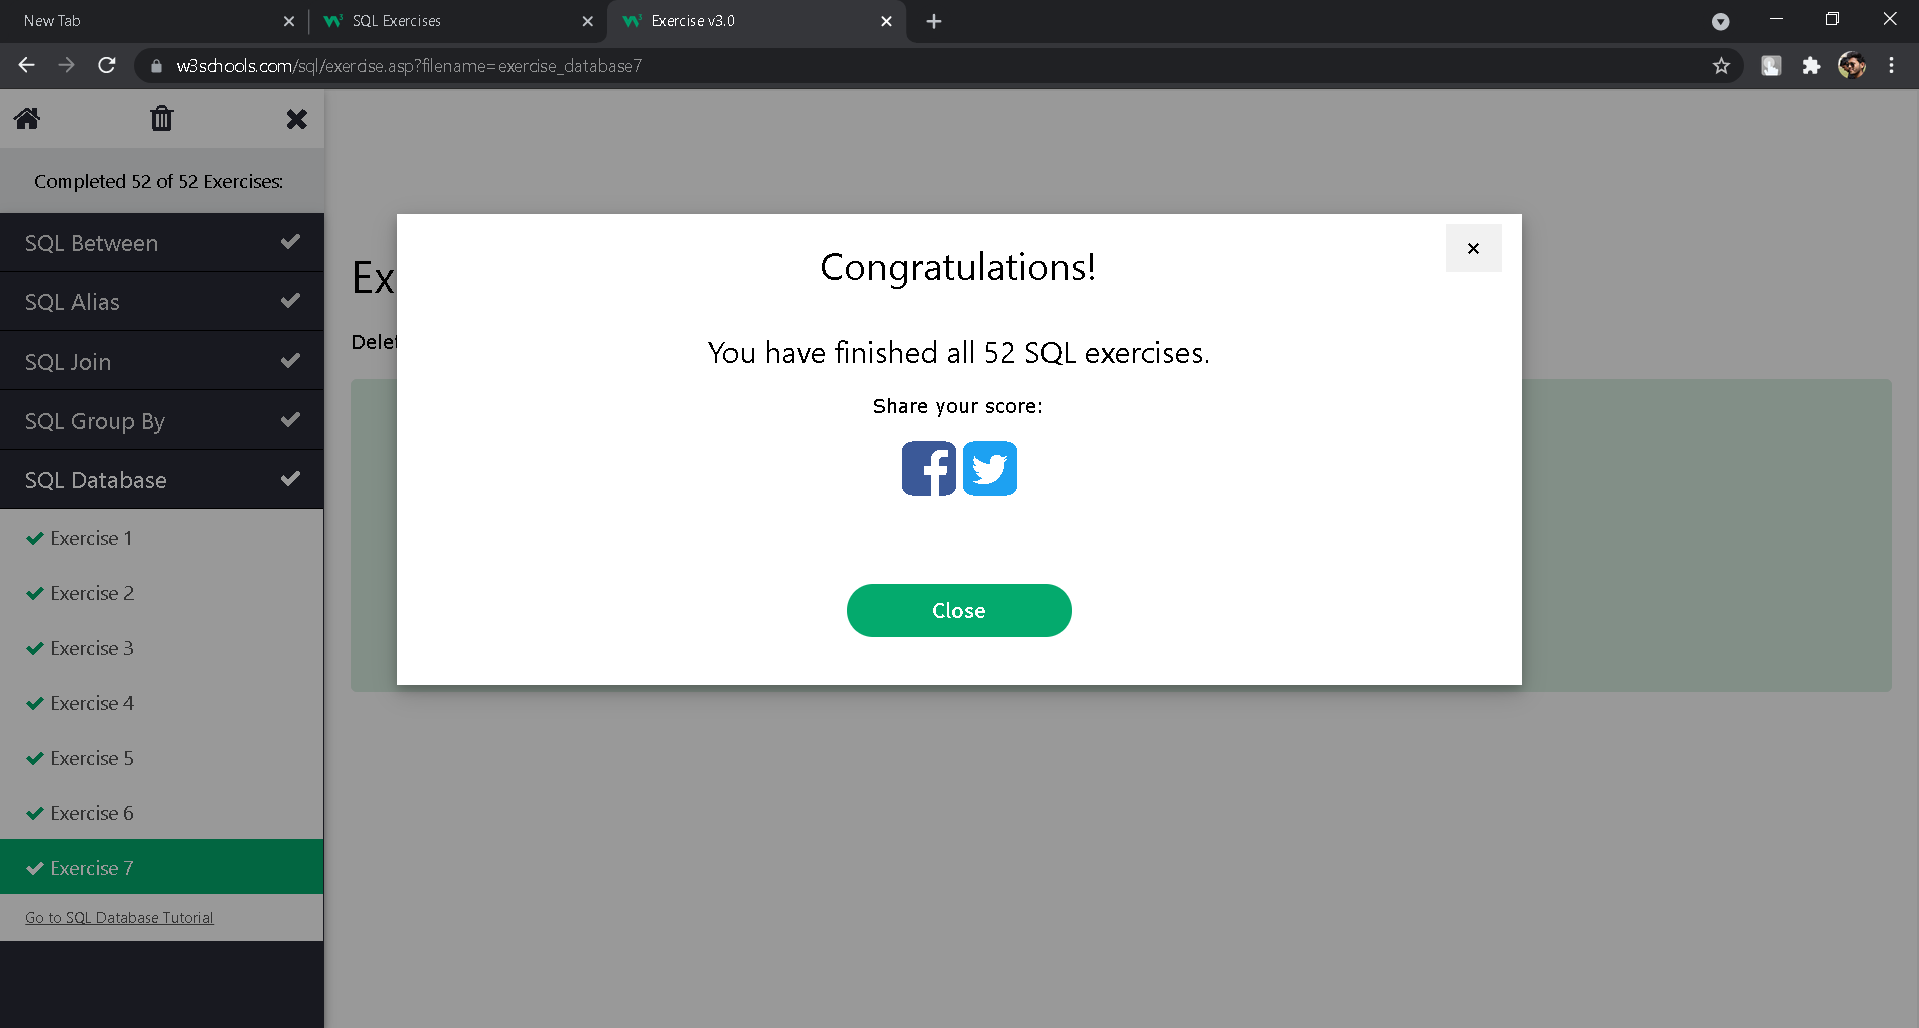 New Tab
SQL Exercises
Exercise v3.0
w3schools.com/sql/exercise.asp?filename=exercise_database7
Completed 52 of 52 Exercises:
SQL Between
SQL Alias
SQL Join
SQL Group By
SQL Database
Exercise 1
Exercise 2
Exercise 3
Exercise 4
Exercise 5
Exercise 6
Exercise 7
Go to SQL Database Tutorial
Congratulations!
You have finished all 52 SQL exercises.
Share your score:
Close